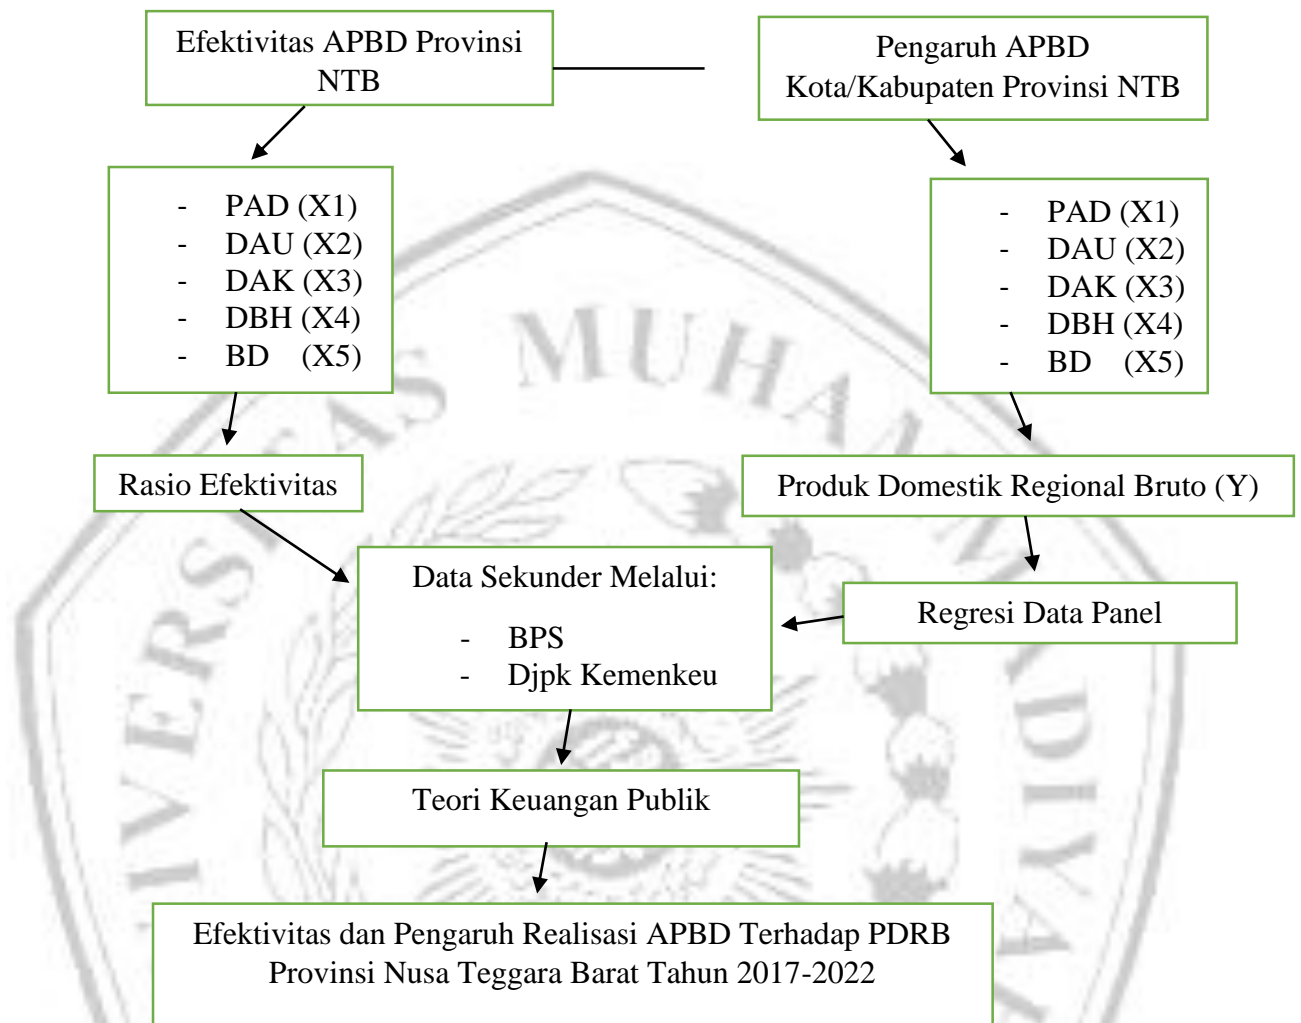 Efektivitas APBD Provinsi
NTB
Pengaruh APBD
Kota/Kabupaten Provinsi NTB
- PAD (X1)
- DAU (X2)
- DAK (X3)
- DBH (X4)
- BD (X5)
- PAD (X1)
- DAU (X2)
- DAK (X3)
- DBH (X4)
- BD (X5)
Rasio Efektivitas
Produk Domestik Regional Bruto (Y)
Data Sekunder Melalui:
- BPS
- Djpk Kemenkeu
Regresi Data Panel
Teori Keuangan Publik
Efektivitas dan Pengaruh Realisasi APBD Terhadap PDRB
Provinsi Nusa Teggara Barat Tahun 2017-2022